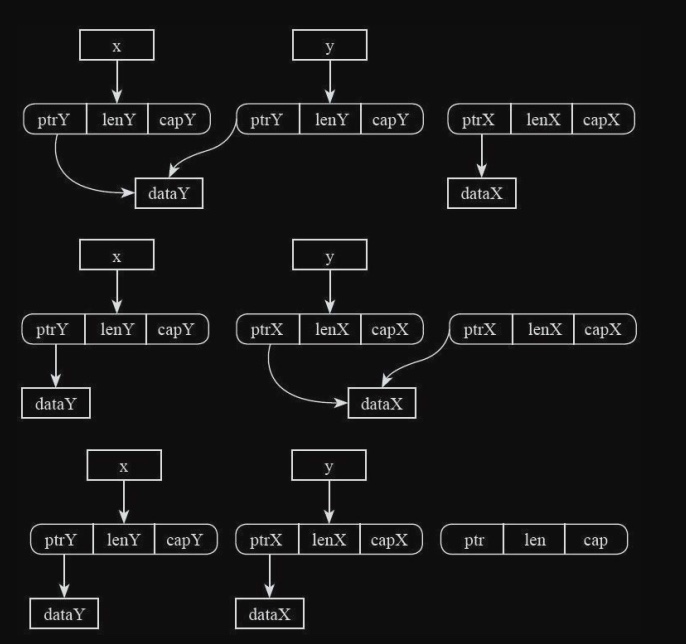 x y
ptrY lenY capY ptrY lenY capY ptrX lenX capX
dataY dataX
x y
ptrY lenY capY ptrX lenX capX ptrX lenX capX
dataY dataX
x y
ptrY lenY capY ptrX lenX capX ptr len cap
dataY dataX